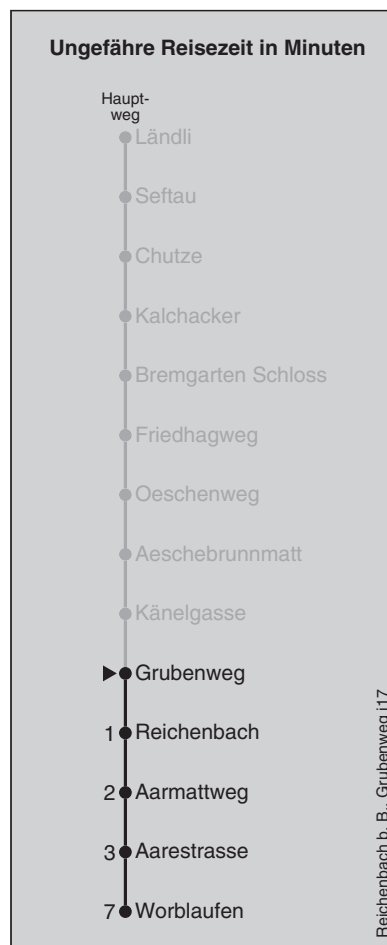 Ungefähre Reisezeit in Minuten
Haupt-
weg
Ländli
Seftau
Chutze
Kalchacker
Bremgarten Schloss
Friedhagweg
Oeschenweg
Aeschebrunnmatt
Känelgasse
Grubenweg
1 Reichenbach
2 Aarmattweg
3 Aarestrasse
7 Worblaufen
Reichenbach b. B., Grubenweg j17